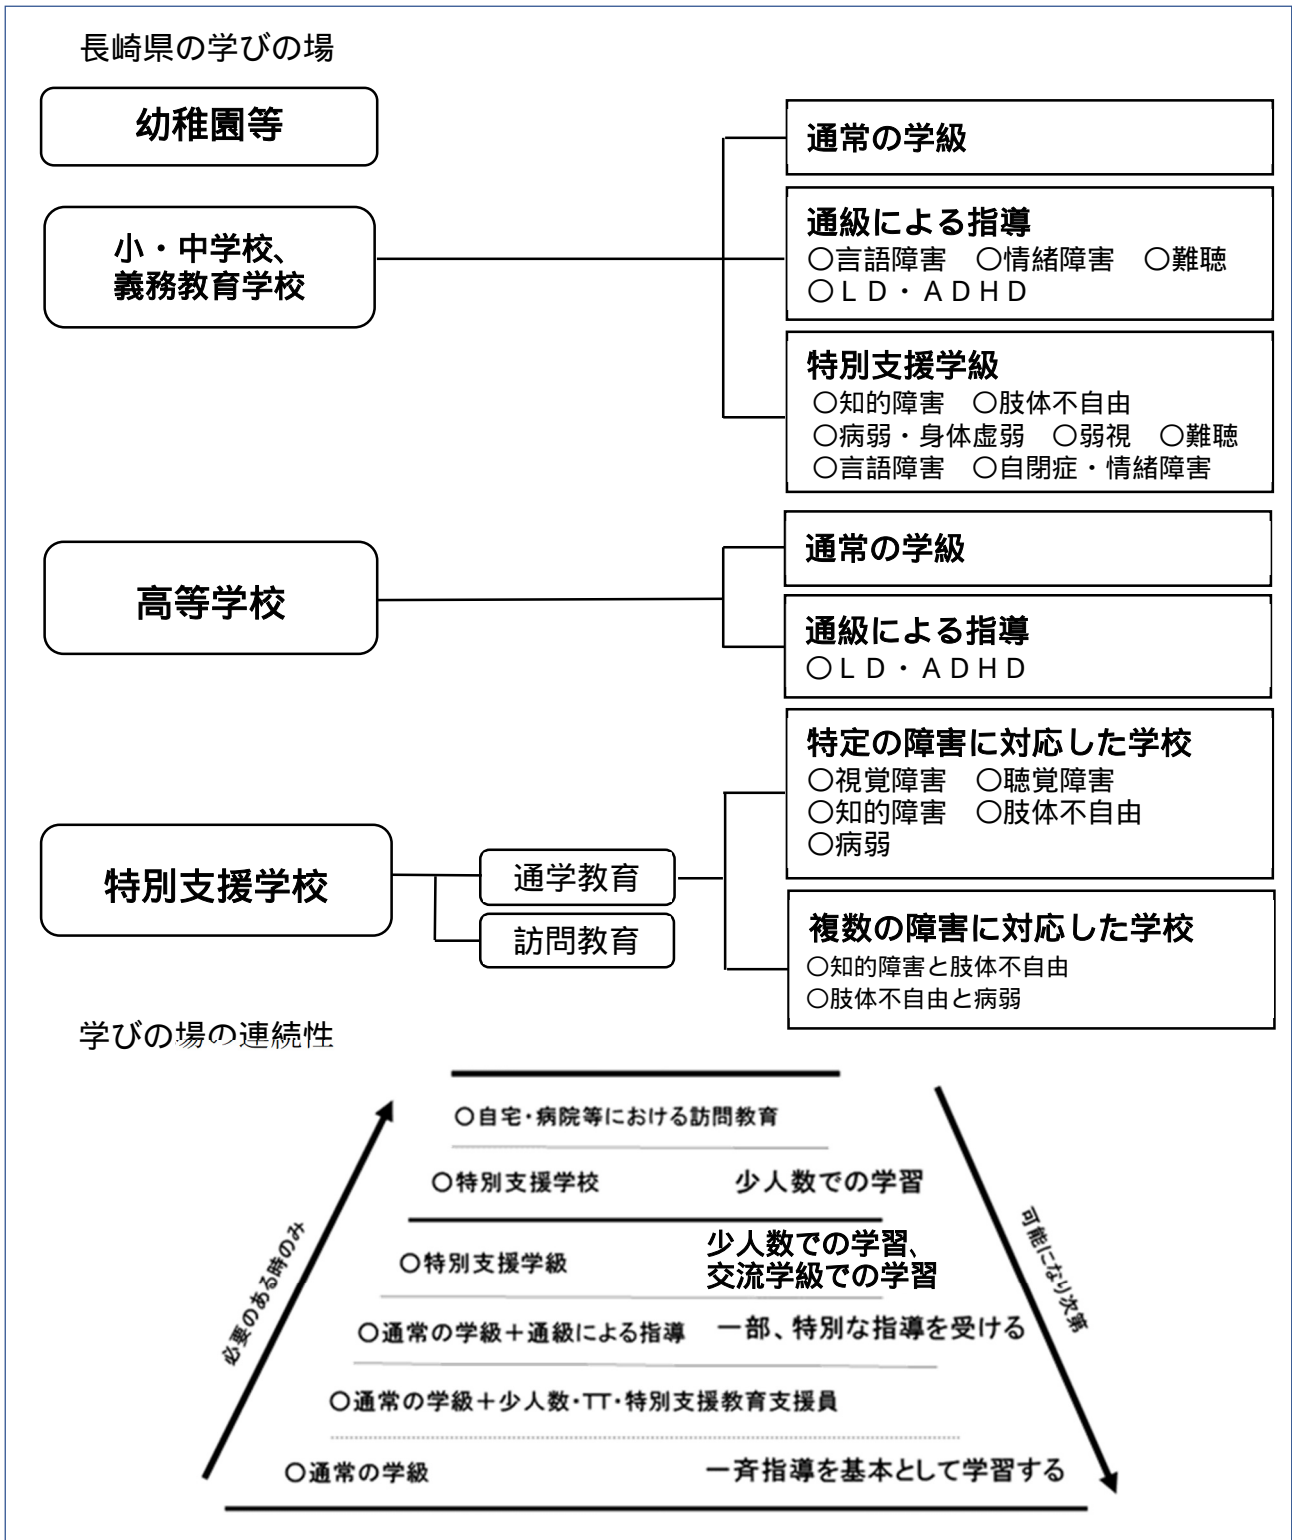 長崎県の学びの場
幼稚園等
小・中学校、
義務教育学校
通常の学級
通級による指導
○言語障害　○情緒障害　○難聴
○ＬＤ・ＡＤＨＤ
特別支援学級
○知的障害　○肢体不自由
○病弱・身体虚弱　○弱視　○難聴
○言語障害　○自閉症・情緒障害
高等学校
通常の学級
通級による指導
○ＬＤ・ＡＤＨＤ
特別支援学校
通学教育
訪問教育
特定の障害に対応した学校
○視覚障害　○聴覚障害
○知的障害　○肢体不自由
○病弱
複数の障害に対応した学校
○知的障害と肢体不自由
○肢体不自由と病弱
学びの場の連続性
○自宅・病院等における訪問教育
○特別支援学校　少人数での学習
○特別支援学級
少人数での学習、
交流学級での学習
○通常の学級＋通級による指導　一部、特別な指導を受ける
○通常の学級＋少人数・TT・特別支援教育支援員
○通常の学級　一斉指導を基本として学習する
必要のある時のみ
可能になり次第